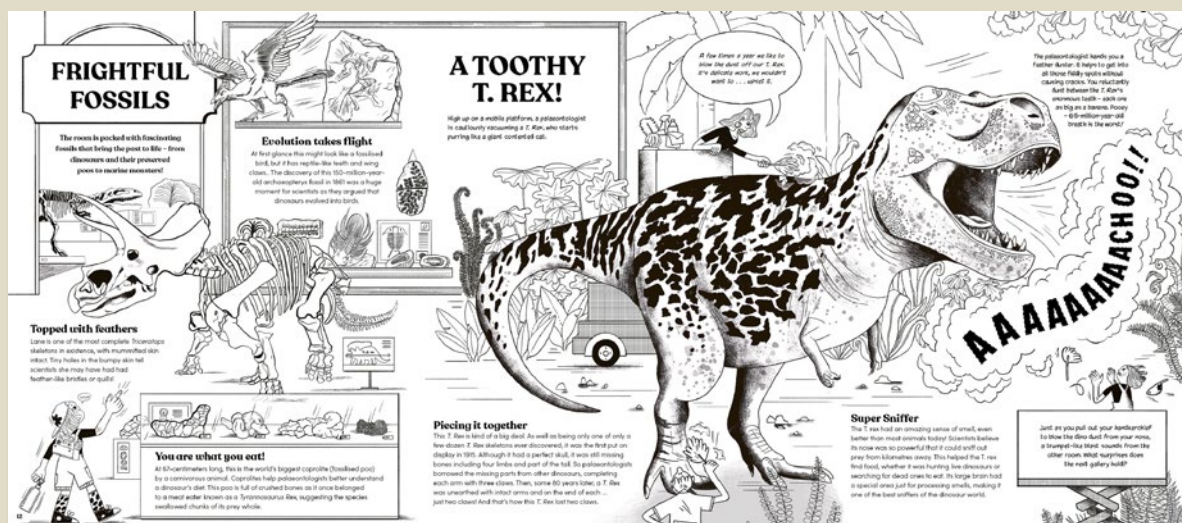 FRIGHTFUL
FOSSILS
The room is packed with fascinating
fossils that bring the past to life – from
dinosaurs and their preserved
poos to marine monsters!
Evolution takes flight
At first glance this might look like a fossilised
bird, but it has reptile-like teeth and wing
claws. The discovery of this 150-million-year-
old archaeopteryx fossil in 1861 was a huge
moment for scientists as they argued that
dinosaurs evolved into birds.
Topped with feathers
Lane is one of the most complete Triceratops
skeletons in existence, with mummified skin
intact. Tiny holes in the bumpy skin tell
scientists she may have had had
feather-like bristles or quills!
You are what you eat!
At 67-centimeters long, this is the world's biggest coprolite (fossilised poo)
by a carnivorous animal. Coprolites help palaeontologists better understand
a dinosaur's diet. This poo is full of crushed bones as it once belonged
to a meat eater known as a Tyrannosaurus Rex, suggesting the species
swallowed chunks of its prey whole.
12
A TOOTHY
T. REX!
High up on a mobile platform, a palaeontologist
is cautiously vacuuming a T. Rex, who starts
purring like a giant contented cat.
A few times a year we like to
blow the dust off our T. Rex.
It's delicate work, we wouldn't
want to . . . upset it.
The palaeontologist hands you a
feather duster. It helps to get into
all those fiddly spots without
causing cracks. You reluctantly
dust between the T. Rex's
enormous teeth – each one
as big as a banana. Pooey
– 66-million-year-old
breath is the worst!
AAAAAAAAACHOO!!
Piecing it together
This T. Rex is kind of a big deal. As well as being only one of only a
few dozen T. Rex skeletons ever discovered, it was the first put on
display in 1915. Although it had a perfect skull, it was still missing
bones including four limbs and part of the tail. So palaeontologists
borrowed the missing parts from other dinosaurs, completing
each arm with three claws. Then, some 80 years later, a T. Rex
was unearthed with intact arms and on the end of each ...
just two claws! And that's how this T. Rex lost two claws.
Super Sniffer
The T. rex had an amazing sense of smell, even
better than most animals today! Scientists believe
its nose was so powerful that it could sniff out
prey from kilometres away. This helped the T. rex
find food, whether it was hunting live dinosaurs or
searching for dead ones to eat. Its large brain had
a special area just for processing smells, making it
one of the best sniffers of the dinosaur world.
Just as you pull out your handkerchief
to blow the dino dust from your nose,
a trumpet-like blast sounds from the
other room. What surprises does
the next gallery hold?